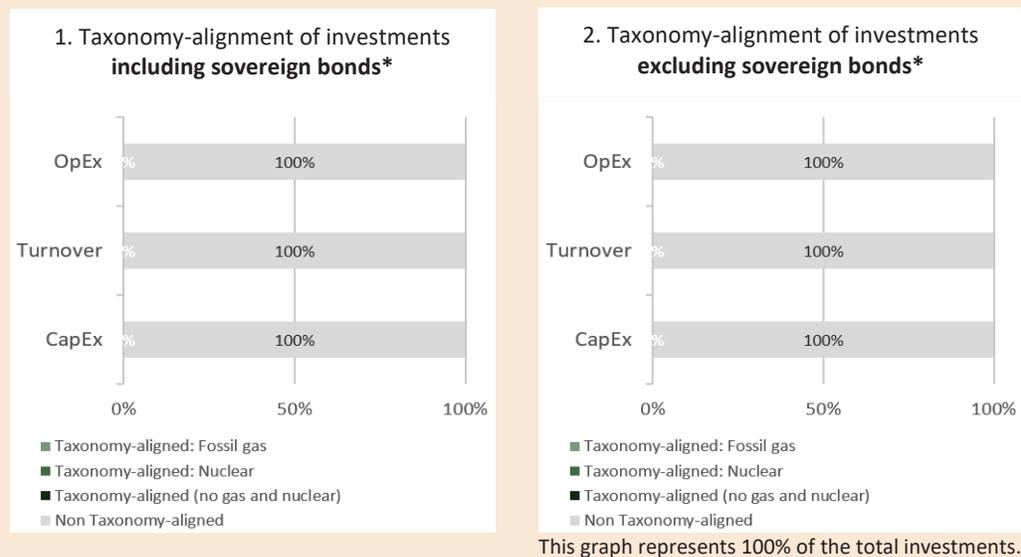 1. Taxonomy-alignment of investments
including sovereign bonds*
OpEx
%
100%
Turnover
%
100%
CapEx
%
100%
0%
50%
100%
Taxonomy-aligned: Fossil gas
Taxonomy-aligned: Nuclear
Taxonomy-aligned (no gas and nuclear)
Non Taxonomy-aligned
2. Taxonomy-alignment of investments
excluding sovereign bonds*
OpEx
%
100%
Turnover
%
100%
CapEx
%
100%
0%
50%
100%
Taxonomy-aligned: Fossil gas
Taxonomy-aligned: Nuclear
Taxonomy-aligned (no gas and nuclear)
Non Taxonomy-aligned
This graph represents 100% of the total investments.